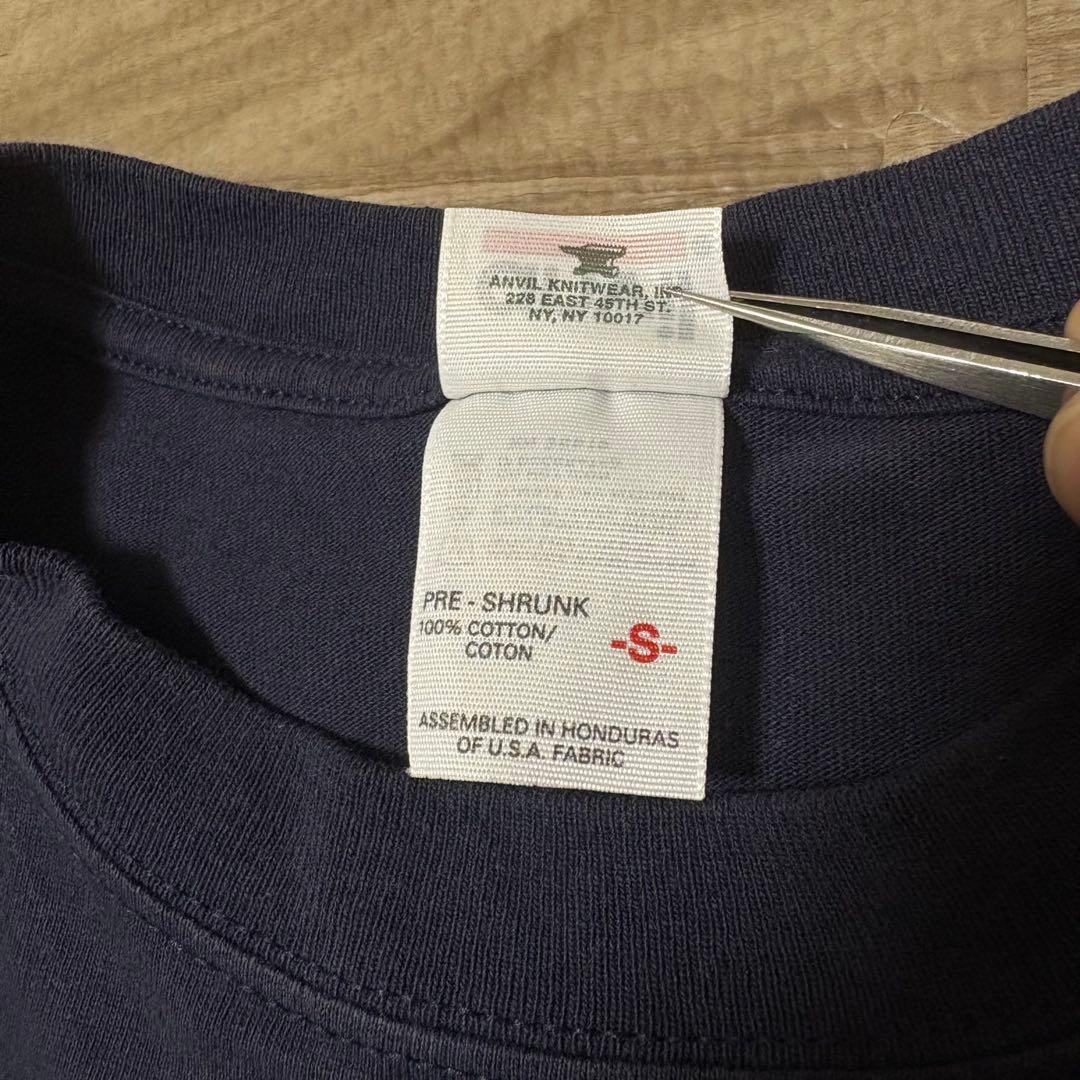 ANVIL KNITWEAR, INC.
228 EAST 45TH ST.
NY, NY 10017
PRE - SHRUNK
100% COTTON/
COTON
-S-
ASSEMBLED IN HONDURAS
OF U.S.A. FABRIC